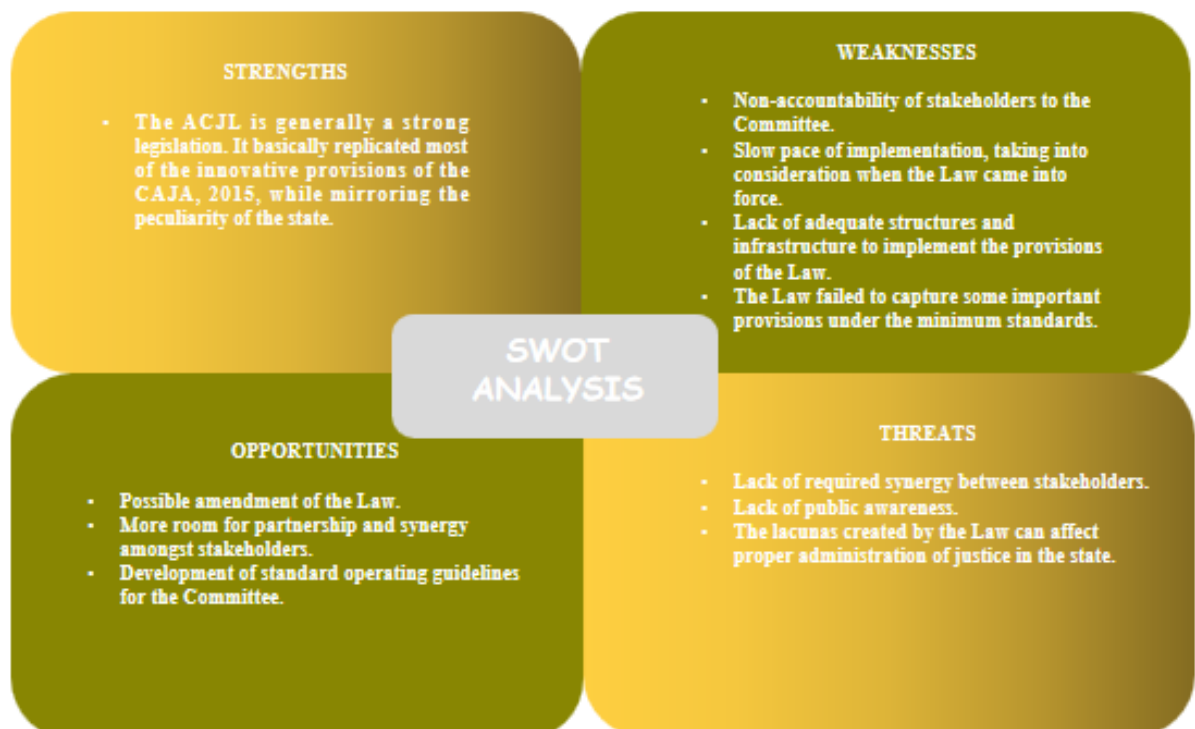 STRENGTHS
▪ The ACJL is generally a strong
legislation. It basically replicated most
of the innovative provisions of the
CAJA, 2015, while mirroring the
peculiarity of the state.
WEAKNESSES
▪ Non-accountability of stakeholders to the
Committee.
▪ Slow pace of implementation, taking into
consideration when the Law came into
force.
▪ Lack of adequate structures and
infrastructure to implement the provisions
of the Law.
▪ The Law failed to capture some important
provisions under the minimum standards.
SWOT
ANALYSIS
OPPORTUNITIES
▪ Possible amendment of the Law.
▪ More room for partnership and synergy
amongst stakeholders.
▪ Development of standard operating guidelines
for the Committee.
THREATS
▪ Lack of required synergy between stakeholders.
▪ Lack of public awareness.
▪ The lacunas created by the Law can affect
proper administration of justice in the state.